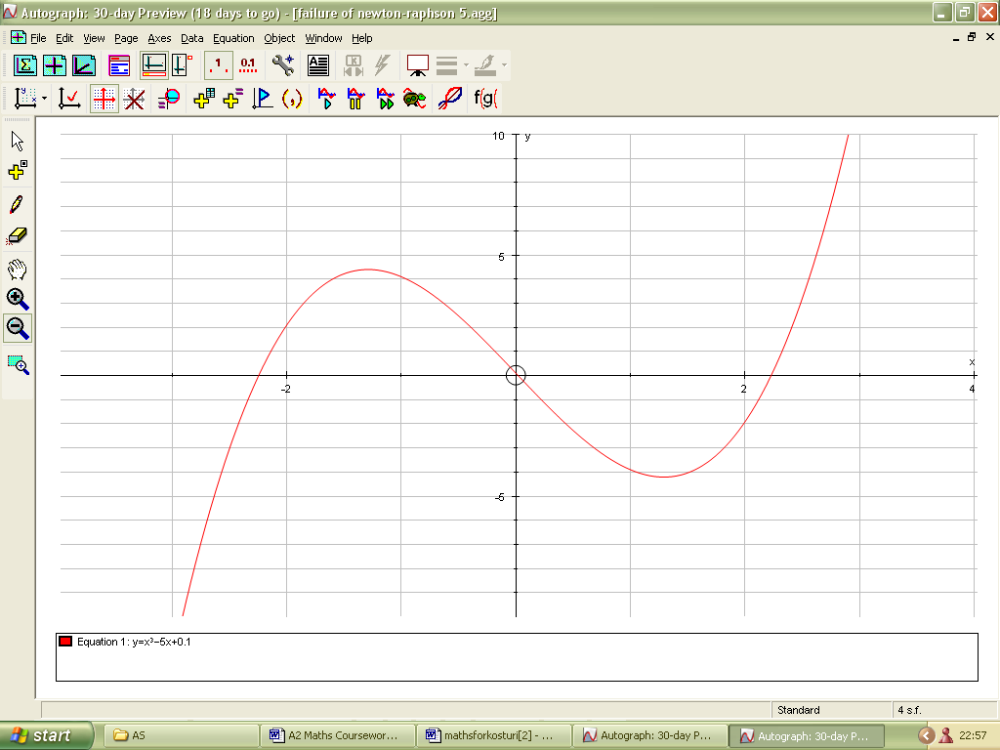 Autograph: 30-day Preview (18 days to go) - [failure of newton-raphson 5.agg]
File Edit View Page Axes Data Equation Object Window Help
.1. 0.1
f(g(
10 y
5
x
-2 2 4
-5
Equation 1: y=x³−5x+0.1
Standard 4 s.f.
start AS A2 Maths Coursewor... mathsforkosturi[2] - ... Autograph: 30-day P... Autograph: 30-day P... 22:57